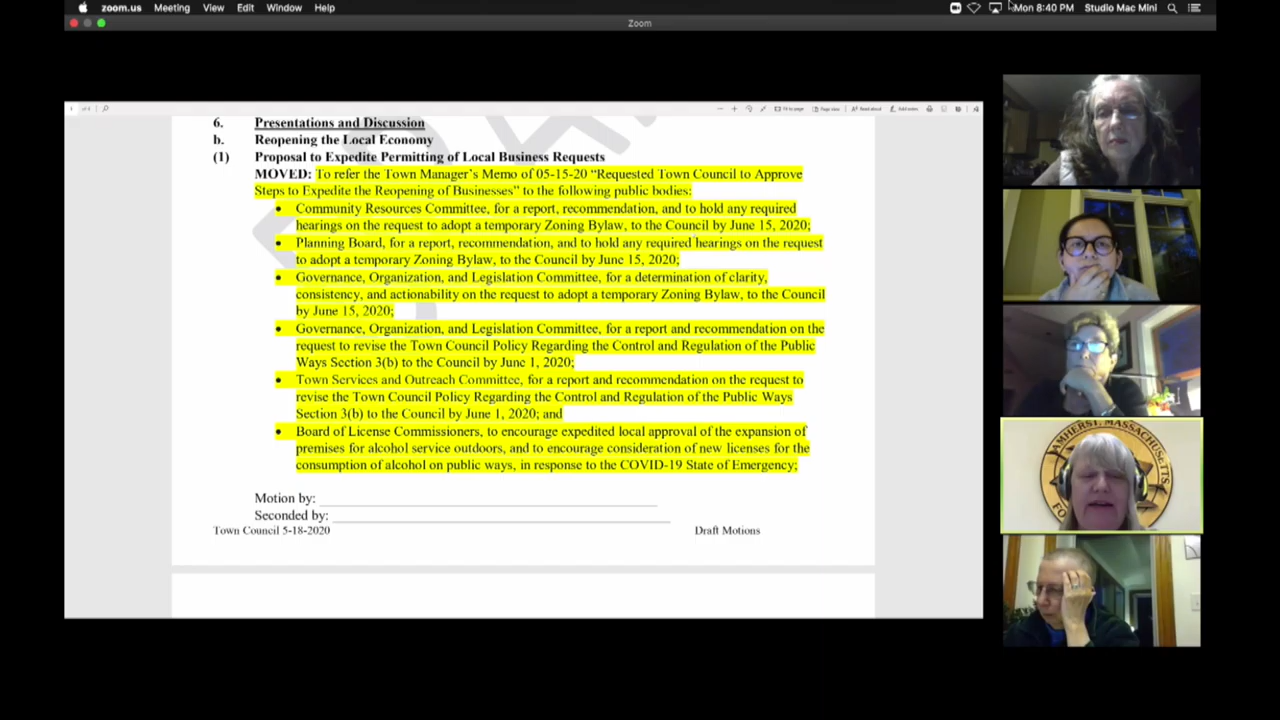 zoom.us Meeting View Edit Window Help Mon 8:40 PM Studio Mac Mini
Zoom
6. Presentations and Discussion
b. Reopening the Local Economy
(1) Proposal to Expedite Permitting of Local Business Requests
MOVED: To refer the Town Manager's Memo of 05-15-20 "Requested Town Council to Approve
Steps to Expedite the Reopening of Businesses" to the following public bodies:
• Community Resources Committee, for a report, recommendation, and to hold any required
hearings on the request to adopt a temporary Zoning Bylaw, to the Council by June 15, 2020;
• Planning Board, for a report, recommendation, and to hold any required hearings on the request
to adopt a temporary Zoning Bylaw, to the Council by June 15, 2020;
• Governance, Organization, and Legislation Committee, for a determination of clarity,
consistency, and actionability on the request to adopt a temporary Zoning Bylaw, to the Council
by June 15, 2020;
• Governance, Organization, and Legislation Committee, for a report and recommendation on the
request to revise the Town Council Policy Regarding the Control and Regulation of the Public
Ways Section 3(b) to the Council by June 1, 2020;
• Town Services and Outreach Committee, for a report and recommendation on the request to
revise the Town Council Policy Regarding the Control and Regulation of the Public Ways
Section 3(b) to the Council by June 1, 2020; and
• Board of License Commissioners, to encourage expedited local approval of the expansion of
premises for alcohol service outdoors, and to encourage consideration of new licenses for the
consumption of alcohol on public ways, in response to the COVID-19 State of Emergency;
Motion by:
Seconded by:
Town Council 5-18-2020 Draft Motions
AMHERST, MASSACHUSETTS